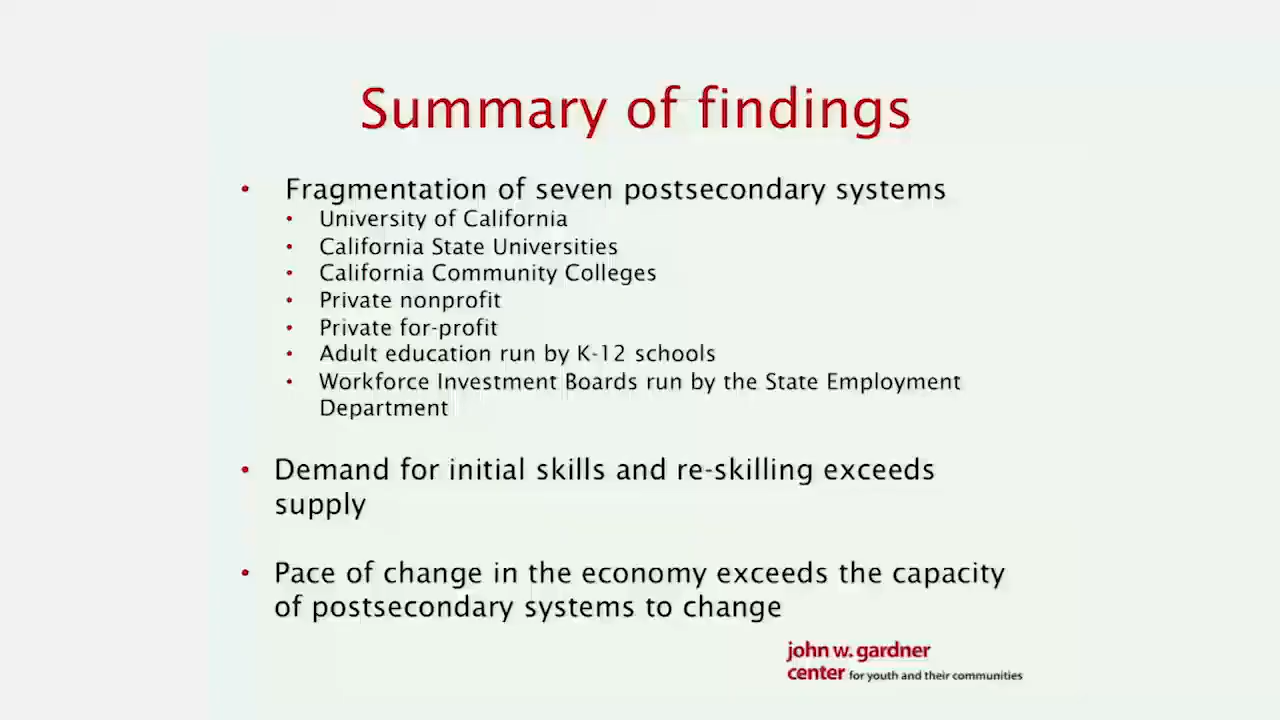 Summary of findings
• Fragmentation of seven postsecondary systems
• University of California
• California State Universities
• California Community Colleges
• Private nonprofit
• Private for-profit
• Adult education run by K-12 schools
• Workforce Investment Boards run by the State Employment
Department
• Demand for initial skills and re-skilling exceeds
supply
• Pace of change in the economy exceeds the capacity
of postsecondary systems to change
john w. gardner
center for youth and their communities